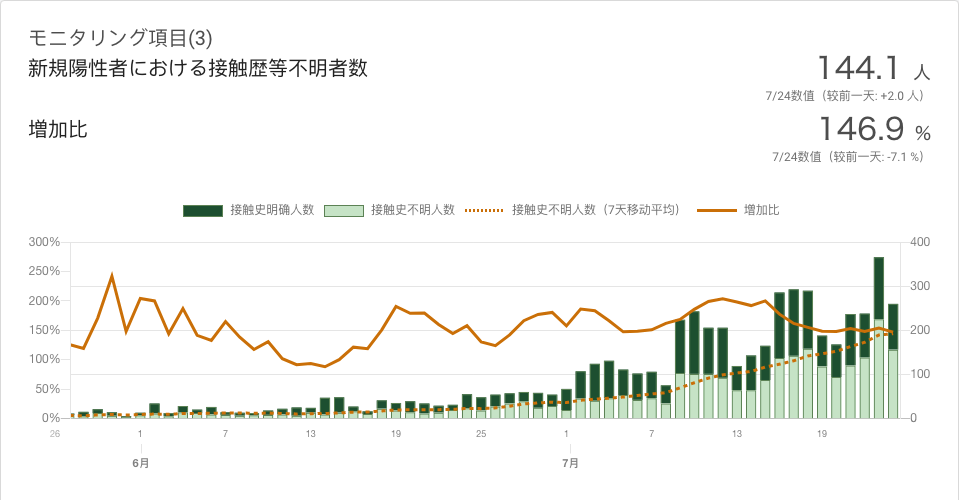 モニタリング項目(3)
新規陽性者における接触歴等不明者数
144.1 人
7/24数值（较前一天: +2.0 人）
増加比
146.9 %
7/24数值（较前一天: -7.1 %）
接触史明确人数 接触史不明人数 接触史不明人数（7天移动平均） 增加比
300% 400
250%
200% 300
150% 200
100% 100
50%
0% 0
26 1 7 13 19 25 1 7 13 19
6月 7月